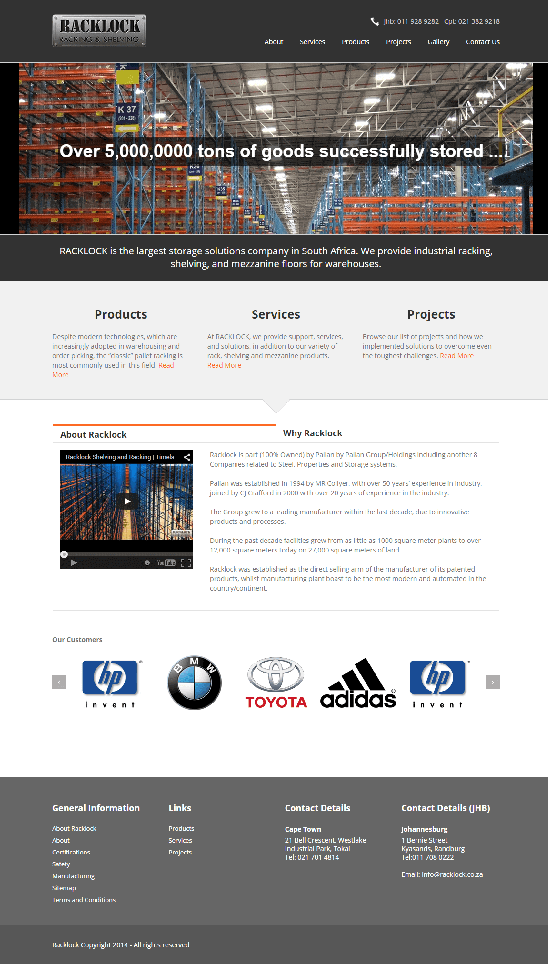 RACKLOCK
RACKING & SHELVING
Jhb: 011 928 9282 Cpt: 021 382 9218
About Services Products Projects Gallery Contact Us
K 37
Over 5,000,0000 tons of goods successfully stored ....
RACKLOCK is the largest storage solutions company in South Africa. We provide industrial racking,
shelving, and mezzanine floors for warehouses.
Products
Despite modern technologies, which are
increasingly adopted in warehousing and
order picking, the "classic" pallet racking is
most commonly used in this field. Read
More
Services
At RACKLOCK, we provide support, services,
and solutions, in addition to our variety of
rack, shelving and mezzanine products.
Read More
Projects
Browse our list of projects and how we
implemented solutions to overcome even
the toughest challenges. Read More
About Racklock
Why Racklock
Racklock Shelving and Racking | Timela
Racklock is part (100% Owned) by Pallan by Pallan Group/Holdings including another 8
Companies related to Steel, Properties and Storage systems.
Pallan was established in 1994 by MR Col yer, with over 50 years' experience in industry,
joined by CJ Crafford in 2000 with over 20 years of experience in the industry.
The Group grew to a leading manufacturer within the last decade, due to innovative
products and processes.
During the past decade facilities grew from as little as 1000 square meter plants to over
12,000 square meters today on 27,000 square meters of land.
Racklock was established as the direct selling arm of the manufacturer of its patented
products, whilst manufacturing plant boast to be the most modern and automated in the
country/continent.
Our Customers
hp
invent
BMW
TOYOTA
adidas
hp
invent
General Information
About Racklock
About
Certifications
Safety
Manufacturing
Sitemap
Terms and Conditions
Links
Products
Services
Projects
Contact Details
Cape Town
21 Bell Crescent, Westlake
Industrial Park, Tokai
Tel: 021 701 4814
Contact Details (JHB)
Johannesburg
1 Bernie Street
Kyasands, Randburg
Tel:011 708 0222
Email: info@racklock.co.za
Racklock Copyright 2014 - All rights reserved